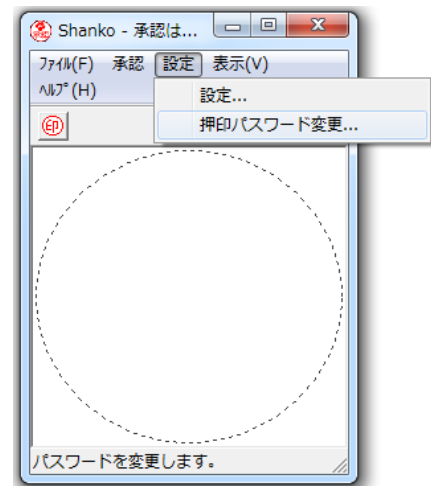 Shanko - 承認は...
ﾌｧｲﾙ(F) 承認 設定 表示(V)
ﾍﾙﾌﾟ(H)
設定...
押印パスワード変更...
印
パスワードを変更します。